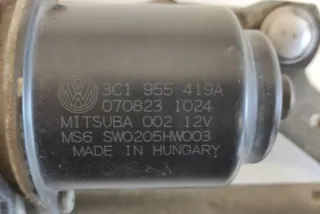 3C1 955 419A
070823 1024
MITSUBA 002 12V
MS6 SW0205HW003
MADE IN HUNGARY